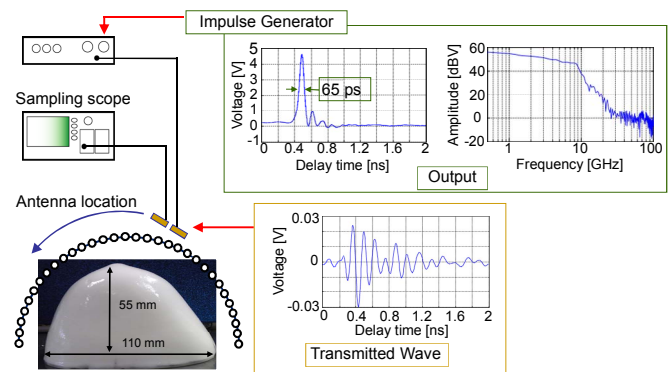 Impulse Generator
Sampling scope
Antenna location
55 mm
110 mm
Voltage [V]
5
4
3
2
1
0
-1
65 ps
0 0.4 0.8 1.2 1.6 2
Delay time [ns]
Amplitude [dBV]
60
40
20
0
-20
1 10 100
Frequency [GHz]
Output
Voltage [V]
0.03
0
-0.03
0 0.4 0.8 1.2 1.6 2
Delay time [ns]
Transmitted Wave